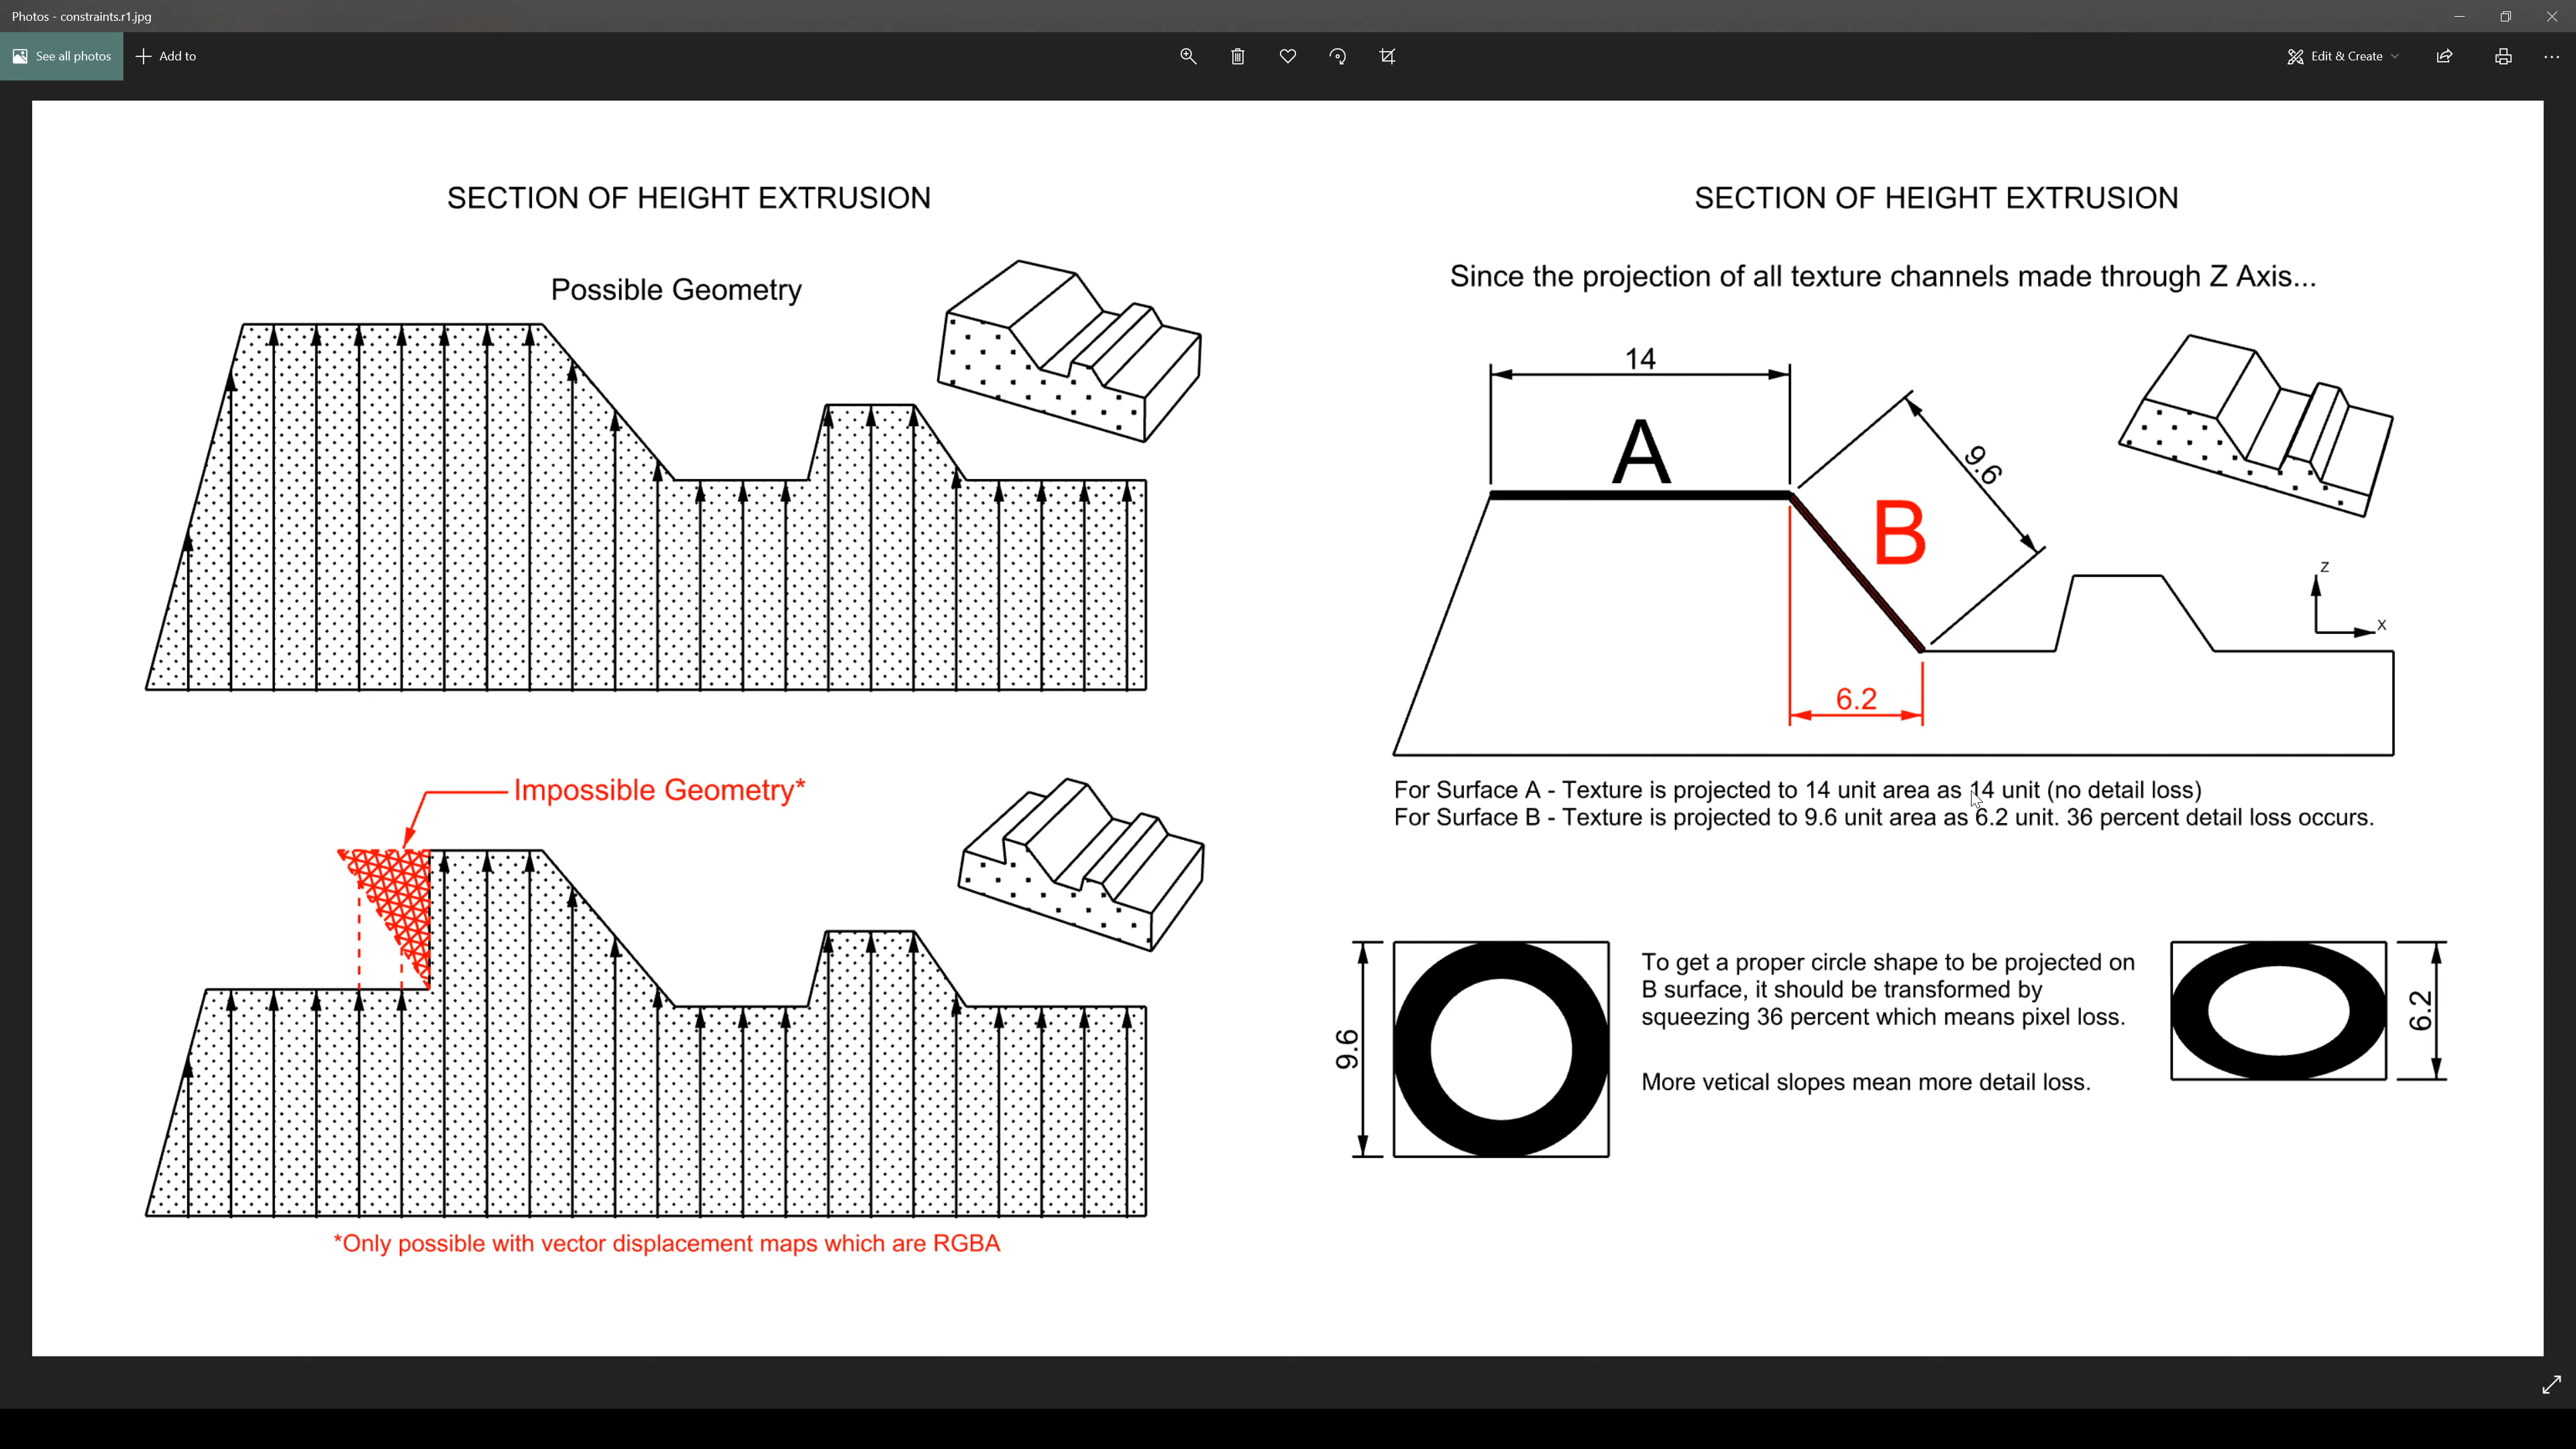 Photos - constraints.r1.jpg
See all photos
Add to
Edit & Create
SECTION OF HEIGHT EXTRUSION
Possible Geometry
Impossible Geometry*
*Only possible with vector displacement maps which are RGBA
SECTION OF HEIGHT EXTRUSION
Since the projection of all texture channels made through Z Axis...
14
A
9.6
B
z
x
6.2
For Surface A - Texture is projected to 14 unit area as 14 unit (no detail loss)
For Surface B - Texture is projected to 9.6 unit area as 6.2 unit. 36 percent detail loss occurs.
9.6
To get a proper circle shape to be projected on
B surface, it should be transformed by
squeezing 36 percent which means pixel loss.
More vetical slopes mean more detail loss.
6.2